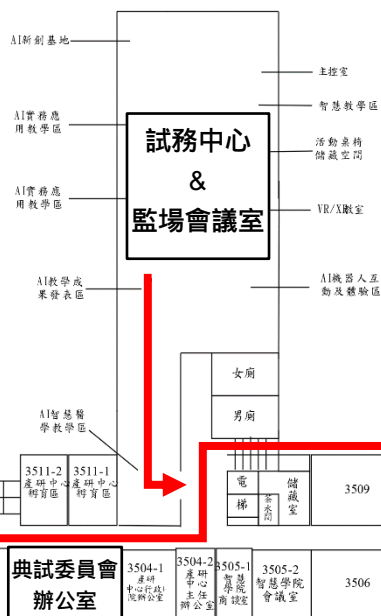 AI新創基地
主控室
智慧教學區
AI實務應
用教學區
試務中心
&
監場會議室
活動桌椅
儲藏空間
AI實務應
用教學區
VR/XR教室
AI教學成
果發表區
AI機器人互
動及體驗區
女廁
男廁
AI智慧醫
學教學區
3511-2
產研中心
孵育區
3511-1
產研中心
孵育區
電
梯
茶水間
儲藏室
3509
典試委員會
辦公室
3504-1
產研
中心行政
院辦公室
3504-2
產研
中心
主任
辦公室
3505-1
智慧
學院
商談室
3505-2
智慧學院
會議室
3506